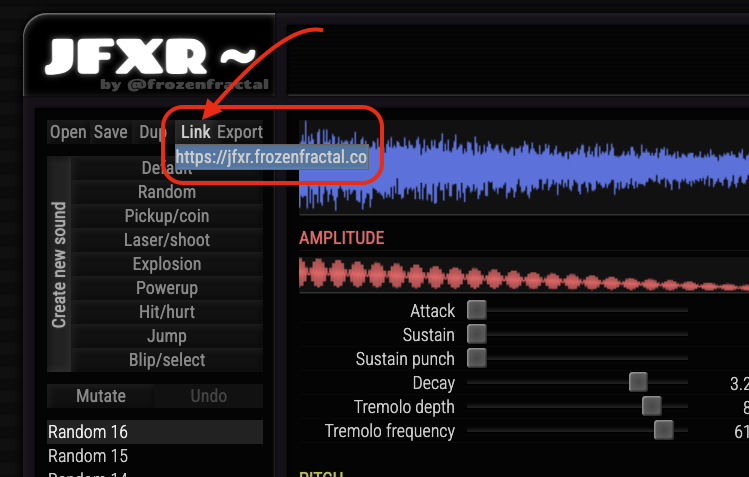 JFXR ~
by @frozenfractal
Open Save Dup Link Export
https://jfxr.frozenfractal.co
Create new sound
Default
Random
Pickup/coin
Laser/shoot
Explosion
Powerup
Hit/hurt
Jump
Blip/select
Mutate Undo
Random 16
Random 15
Random 14
AMPLITUDE
Attack
Sustain
Sustain punch
Decay 3.2
Tremolo depth 8
Tremolo frequency 61
PITCH